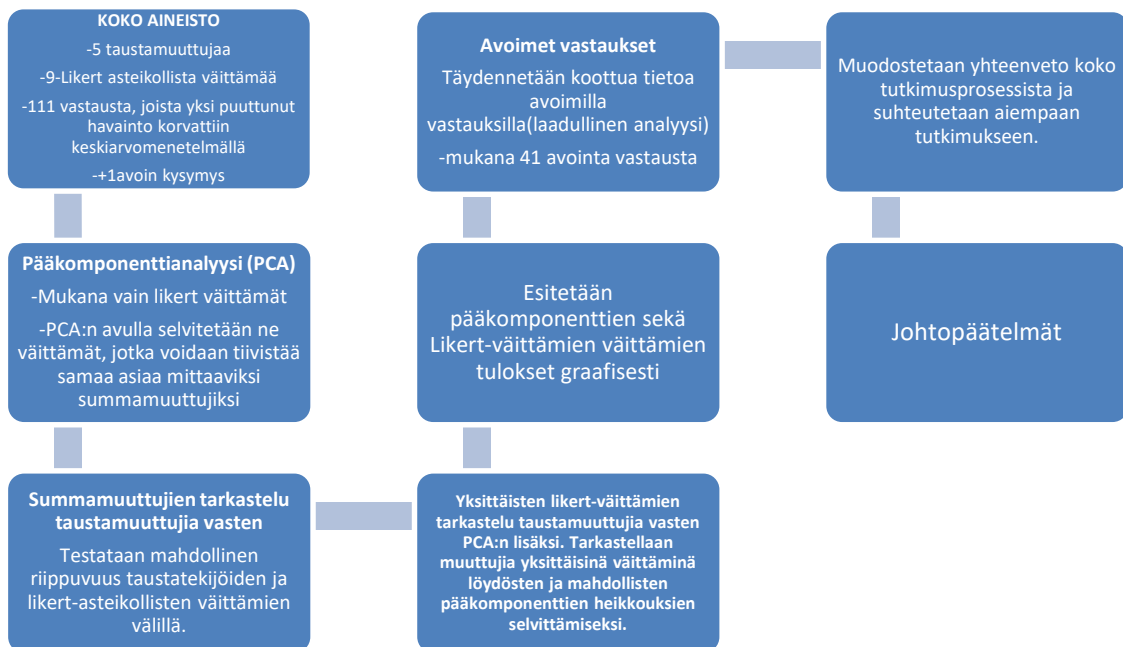 KOKO AINEISTO
-5 taustamuuttujaa
-9-Likert asteikollista väittämää
-111 vastausta, joista yksi puuttunut
havainto korvattiin
keskiarvomenetelmällä
-+1avoin kysymys
Pääkomponenttianalyysi (PCA)
-Mukana vain likert väittämät
-PCA:n avulla selvitetään ne
väittämät, jotka voidaan tiivistää
samaa asiaa mittaaviksi
summamuuttujiksi
Summamuuttujien tarkastelu
taustamuuttujia vasten
Testataan mahdollinen
riippuvuus taustatekijöiden ja
likert-asteikollisten väittämien
välillä.
Yksittäisten likert-väittämien
tarkastelu taustamuuttujia vasten
PCA:n lisäksi. Tarkastellaan
muuttujia yksittäisinä väittäminä
löydösten ja mahdollisten
pääkomponenttien heikkouksien
selvittämiseksi.
Esitetään
pääkomponenttien sekä
Likert-väittämien väittämien
tulokset graafisesti
Avoimet vastaukset
Täydennetään koottua tietoa
avoimilla
vastauksilla(laadullinen analyysi)
-mukana 41 avointa vastausta
Muodostetaan yhteenveto koko
tutkimusprosessista ja
suhteutetaan aiempaan
tutkimukseen.
Johtopäätelmät